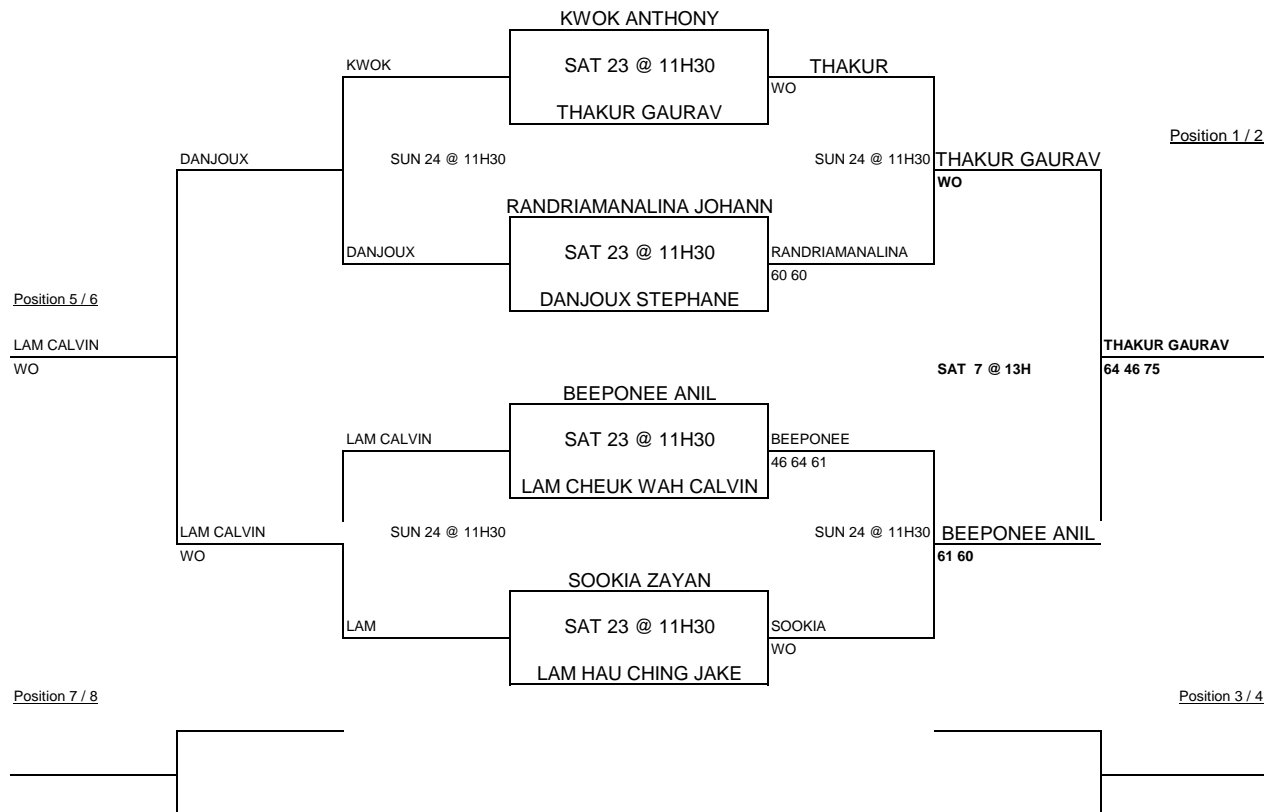 KWOK ANTHONY
KWOK SAT 23 @ 11H30 THAKUR
WO
THAKUR GAURAV
Position 1 / 2
DANJOUX SUN 24 @ 11H30 SUN 24 @ 11H30 THAKUR GAURAV
WO
RANDRIAMANALINA JOHANN
DANJOUX SAT 23 @ 11H30 RANDRIAMANALINA
60 60
Position 5 / 6 DANJOUX STEPHANE
LAM CALVIN THAKUR GAURAV
WO SAT 7 @ 13H 64 46 75
BEEPONEE ANIL
LAM CALVIN SAT 23 @ 11H30 BEEPONEE
46 64 61
LAM CHEUK WAH CALVIN
LAM CALVIN SUN 24 @ 11H30 SUN 24 @ 11H30 BEEPONEE ANIL
WO 61 60
SOOKIA ZAYAN
LAM SAT 23 @ 11H30 SOOKIA
WO
LAM HAU CHING JAKE
Position 7 / 8 Position 3 / 4